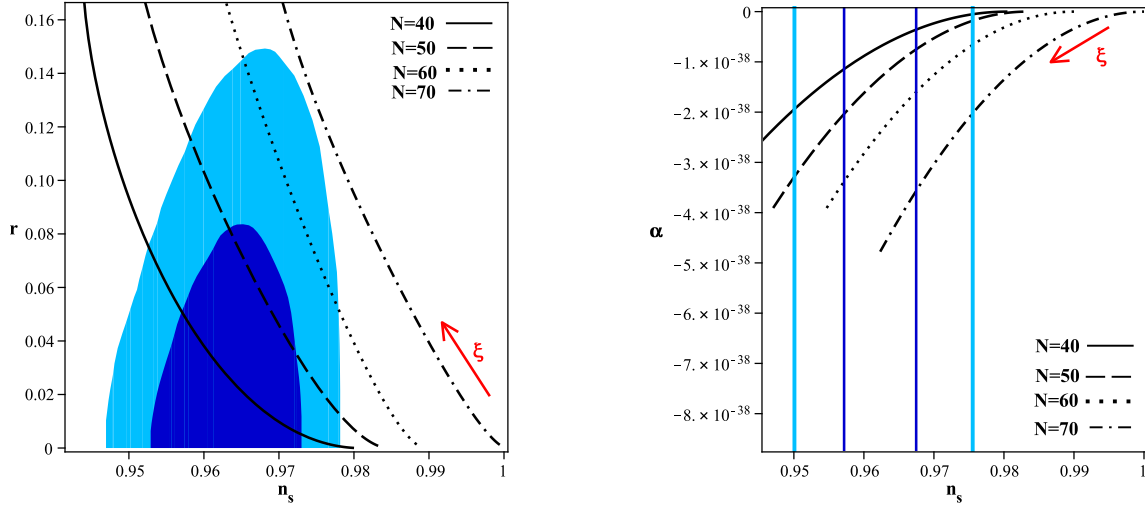 0.16
0.14
0.12
0.10
r
0.08
0.06
0.04
0.02
0
0.95 0.96 0.97 0.98 0.99 1
n_s
N=40
N=50
N=60
N=70
ξ
0
-1. × 10^-38
-2. × 10^-38
-3. × 10^-38
-4. × 10^-38
α
-5. × 10^-38
-6. × 10^-38
-7. × 10^-38
-8. × 10^-38
0.95 0.96 0.97 0.98 0.99 1
n_s
ξ
N=40
N=50
N=60
N=70